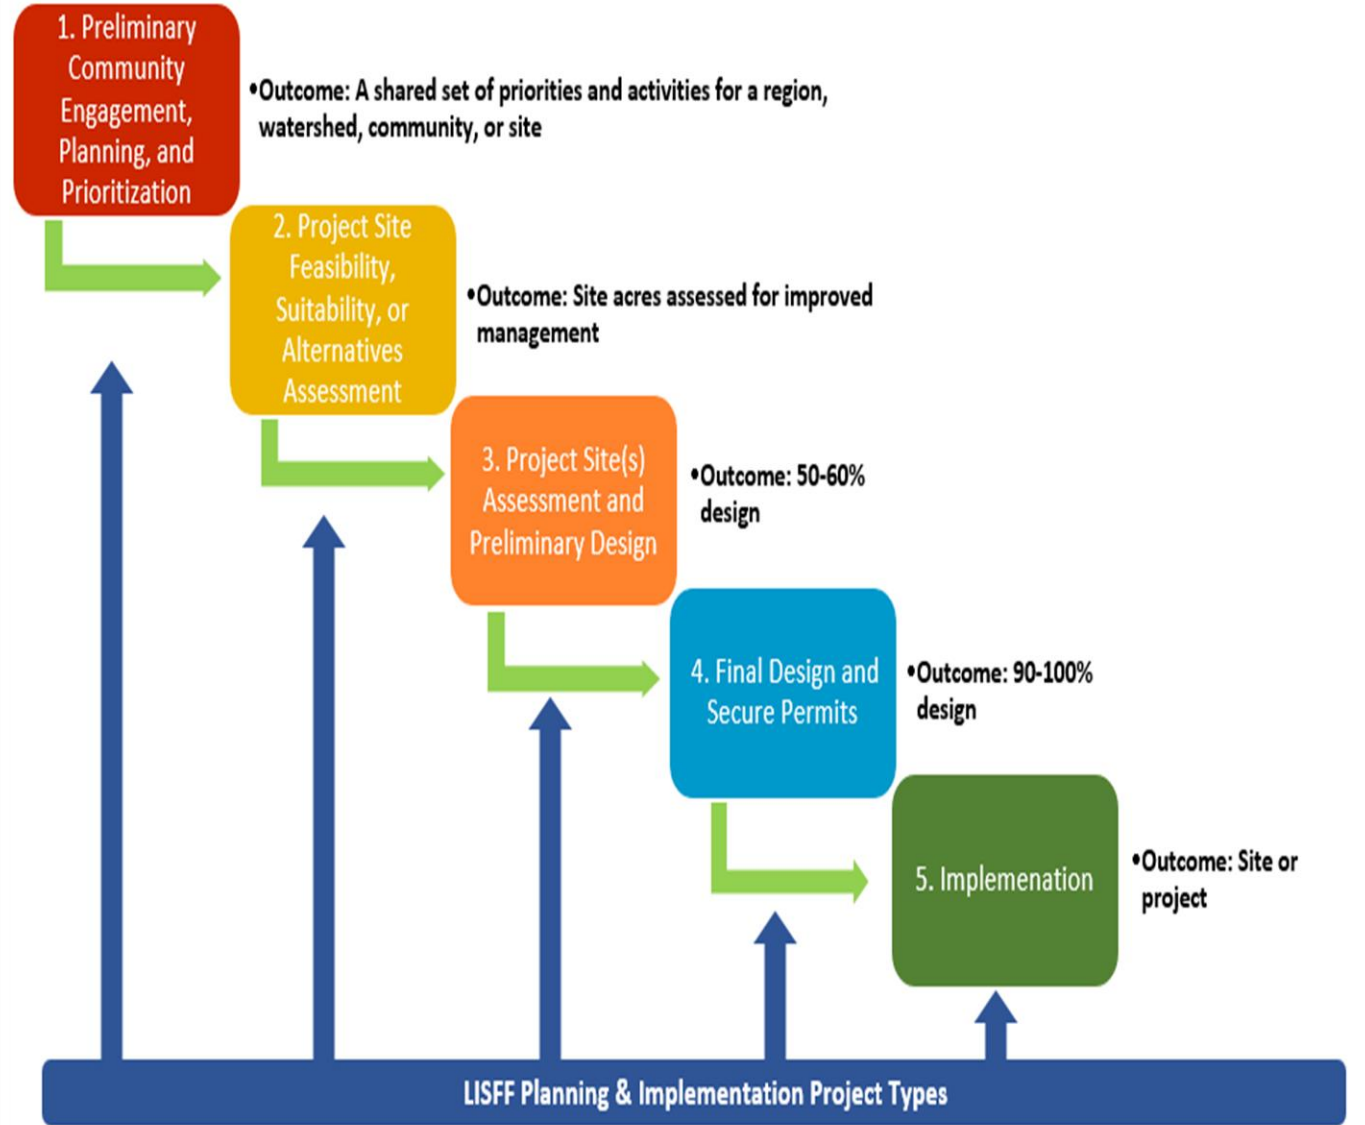 1. Preliminary
Community
Engagement,
Planning, and
Prioritization
•Outcome: A shared set of priorities and activities for a region,
watershed, community, or site
2. Project Site
Feasibility,
Suitability, or
Alternatives
Assessment
•Outcome: Site acres assessed for improved
management
3. Project Site(s)
Assessment and
Preliminary Design
•Outcome: 50-60%
design
4. Final Design and
Secure Permits
•Outcome: 90-100%
design
5. Implemenation
•Outcome: Site or
project
LISFF Planning & Implementation Project Types